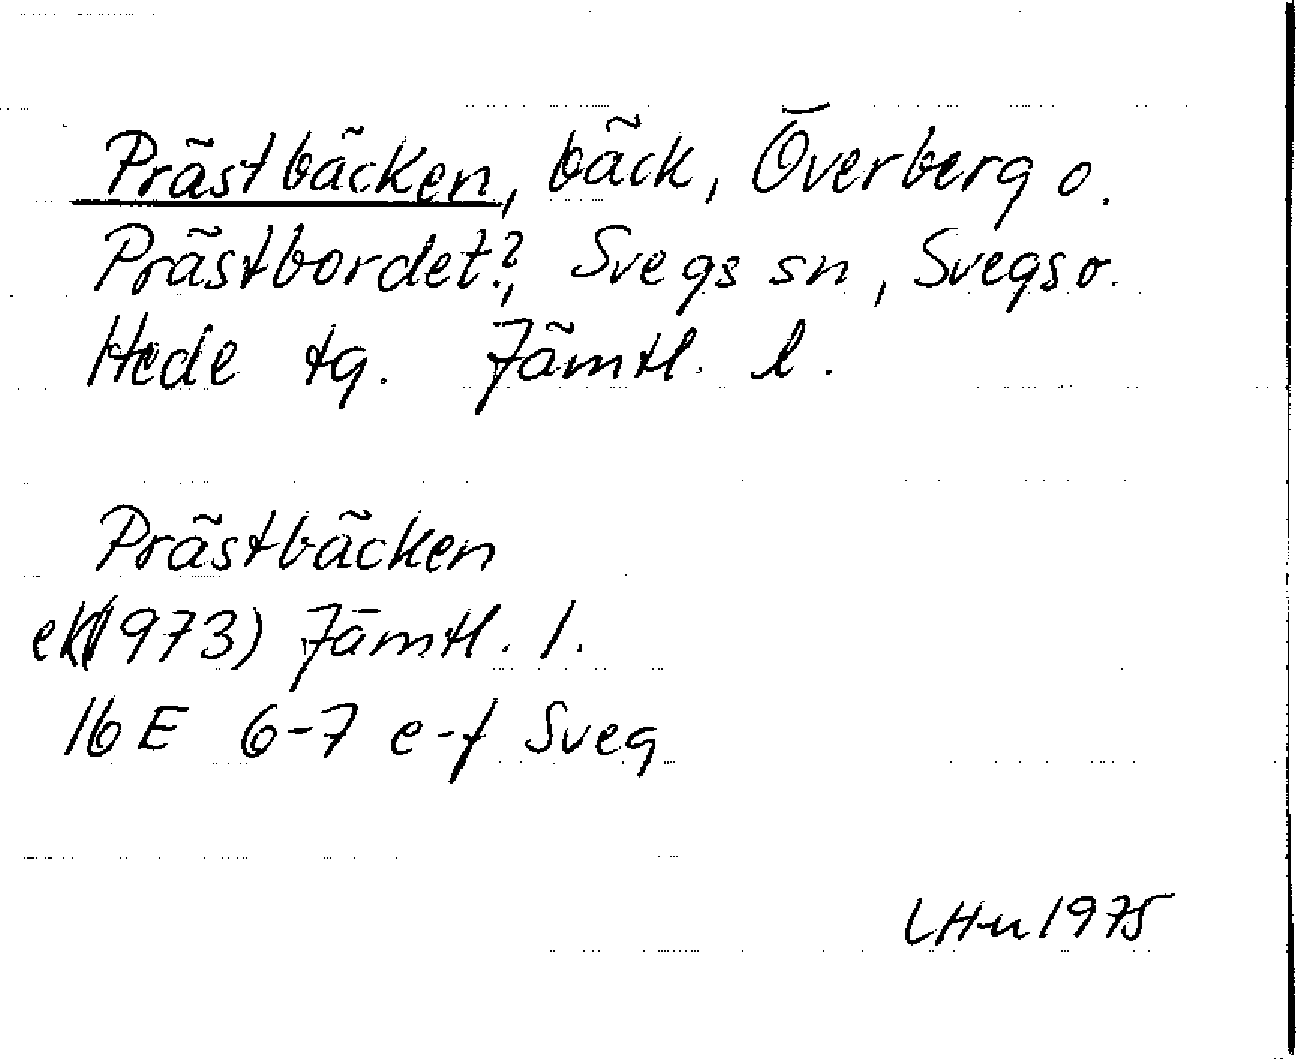 Prästbäcken, bäck, Överberg o.
Prästbordet?, Svegs sn, Svegs o.
Hede tg. Jämtl. l.
Prästbäcken
ek(1973) Jämtl. l.
16E 6-7 e-f Sveg
LHu 1975